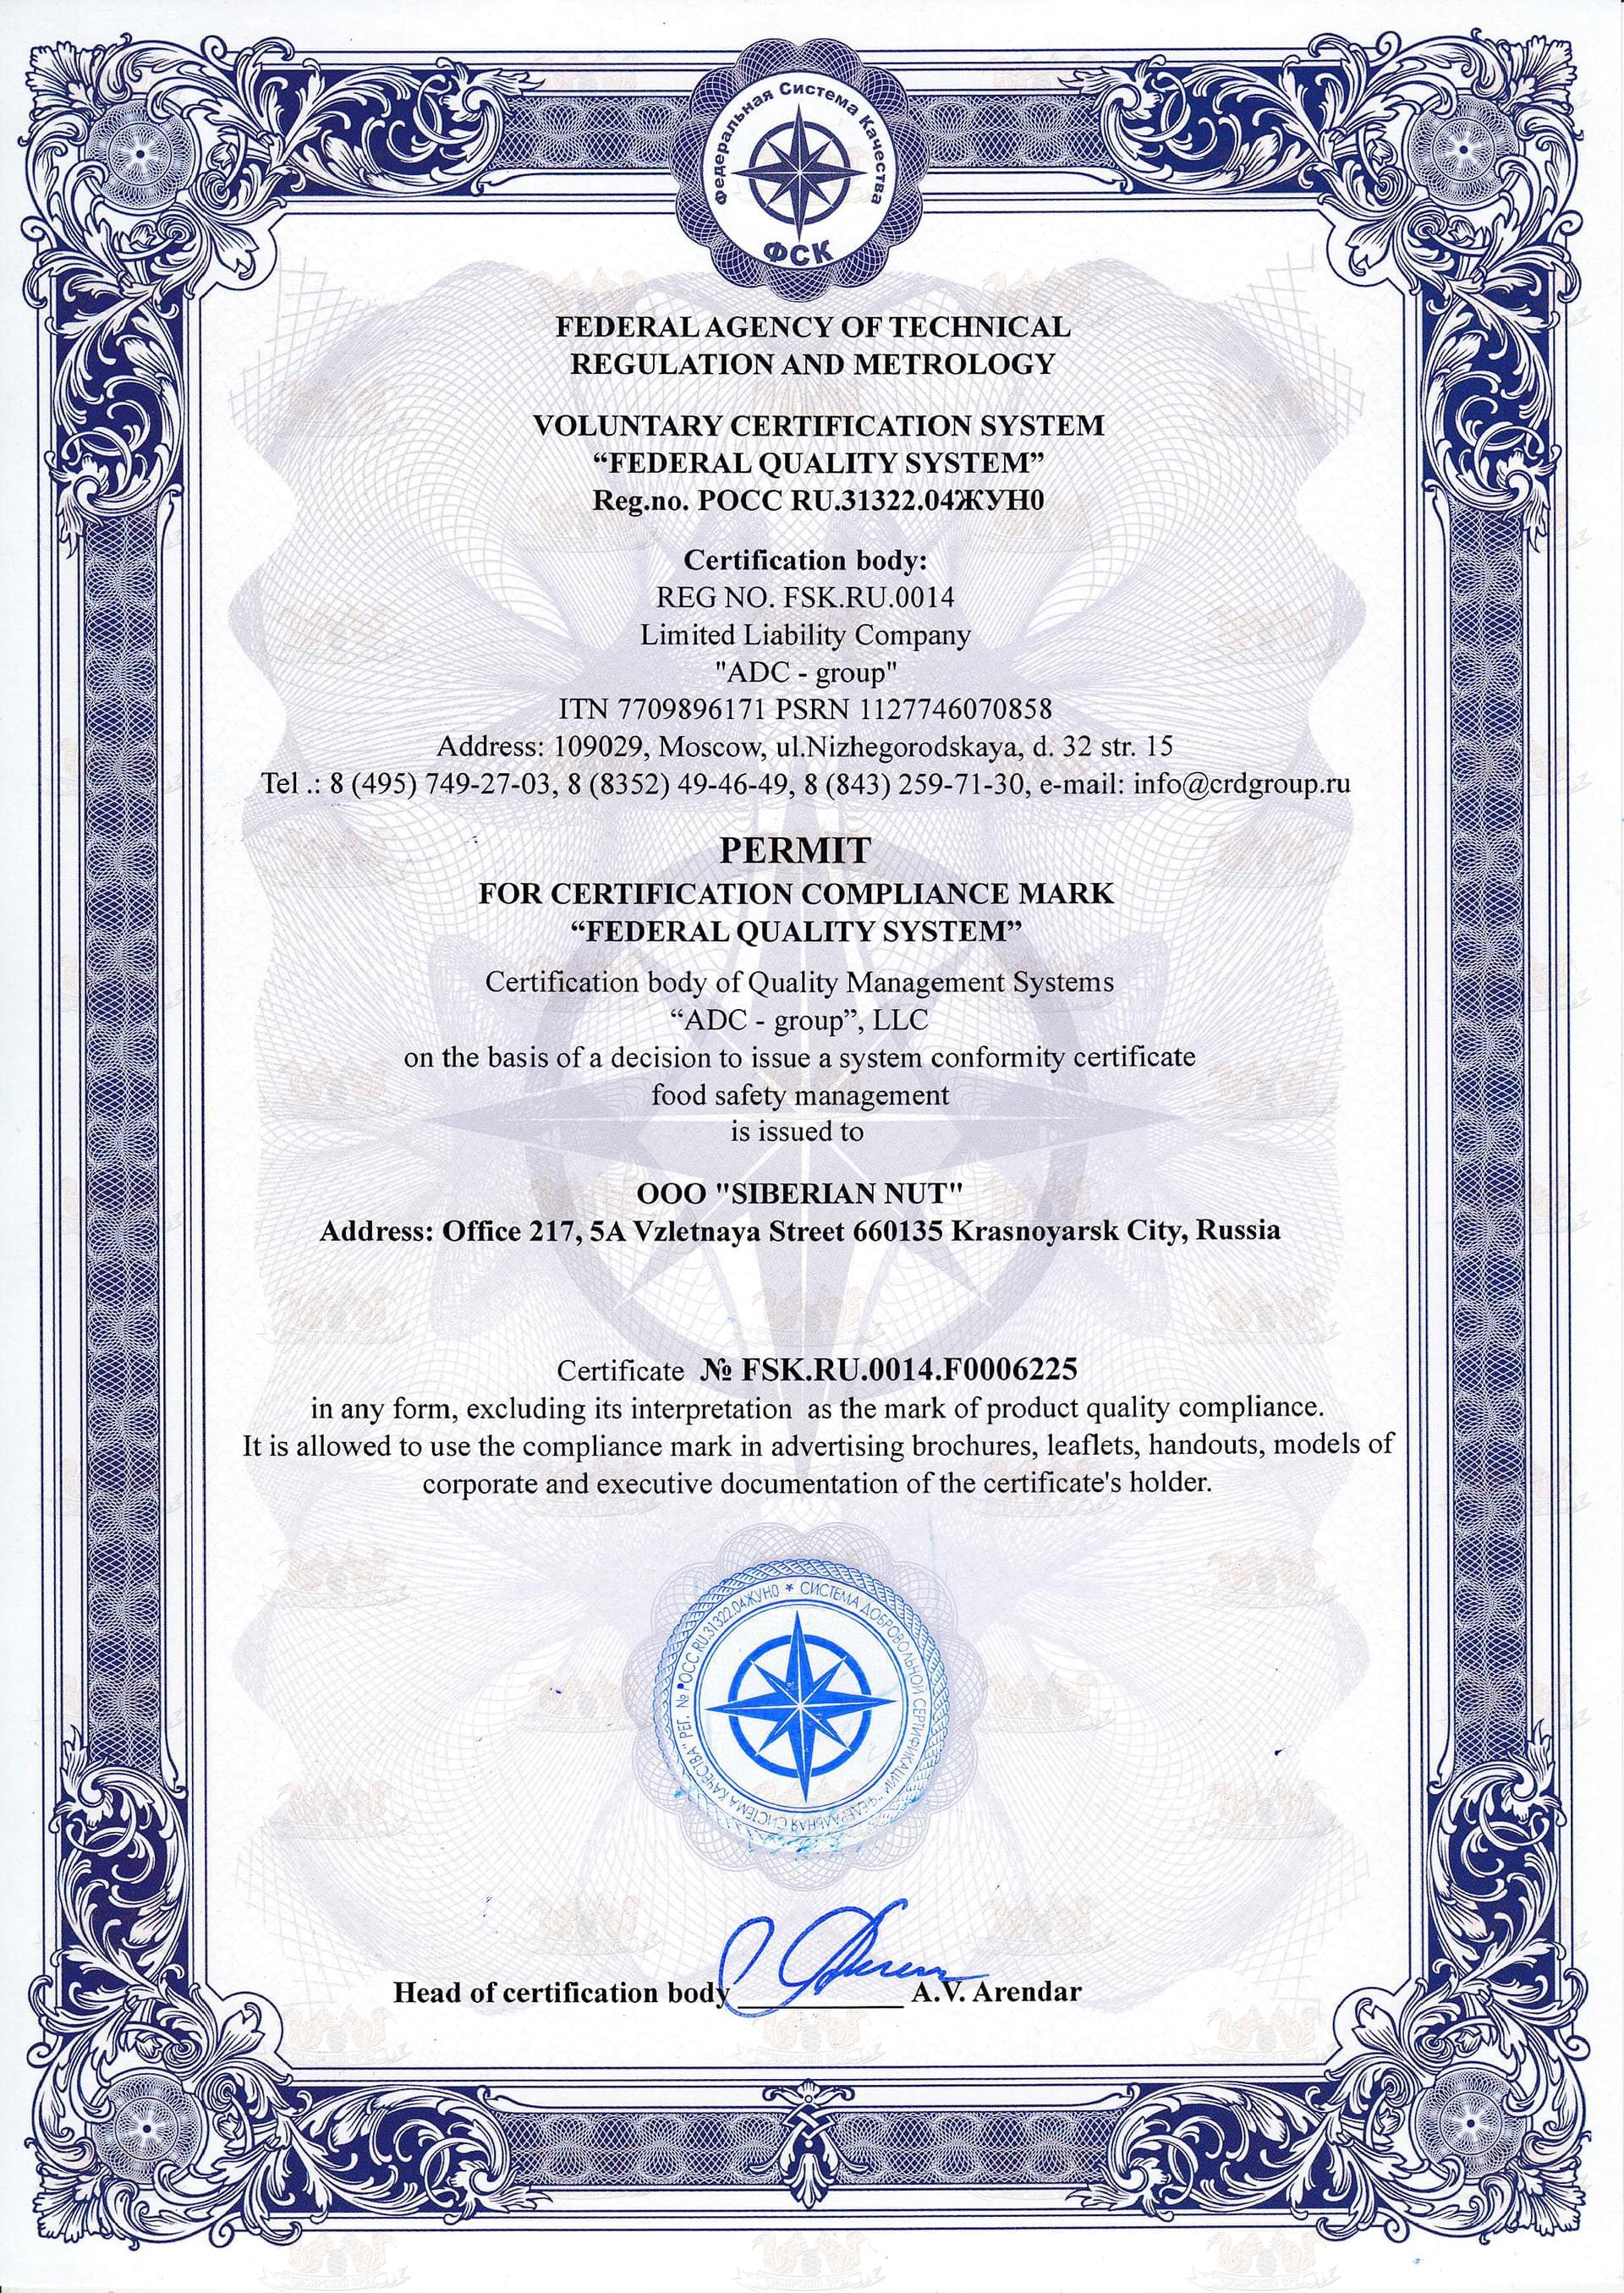 Федеральная Система Качества
ФСК
FEDERAL AGENCY OF TECHNICAL
REGULATION AND METROLOGY
VOLUNTARY CERTIFICATION SYSTEM
“FEDERAL QUALITY SYSTEM”
Reg.no. РОСС RU.31322.04ЖУН0
Certification body:
REG NO. FSK.RU.0014
Limited Liability Company
"ADC - group"
ITN 7709896171 PSRN 1127746070858
Address: 109029, Moscow, ul.Nizhegorodskaya, d. 32 str. 15
Tel .: 8 (495) 749-27-03, 8 (8352) 49-46-49, 8 (843) 259-71-30, e-mail: info@crdgroup.ru
PERMIT
FOR CERTIFICATION COMPLIANCE MARK
“FEDERAL QUALITY SYSTEM”
Certification body of Quality Management Systems
“ADC - group”, LLC
on the basis of a decision to issue a system conformity certificate
food safety management
is issued to
OOO "SIBERIAN NUT"
Address: Office 217, 5A Vzletnaya Street 660135 Krasnoyarsk City, Russia
Certificate № FSK.RU.0014.F0006225
in any form, excluding its interpretation as the mark of product quality compliance.
It is allowed to use the compliance mark in advertising brochures, leaflets, handouts, models of
corporate and executive documentation of the certificate's holder.
СИСТЕМА ДОБРОВОЛЬНОЙ СЕРТИФИКАЦИИ "ФЕДЕРАЛЬНАЯ СИСТЕМА КАЧЕСТВА" РЕГ. № РОСС RU.31322.04ЖУН0 *
Head of certification body __________ A.V. Arendar